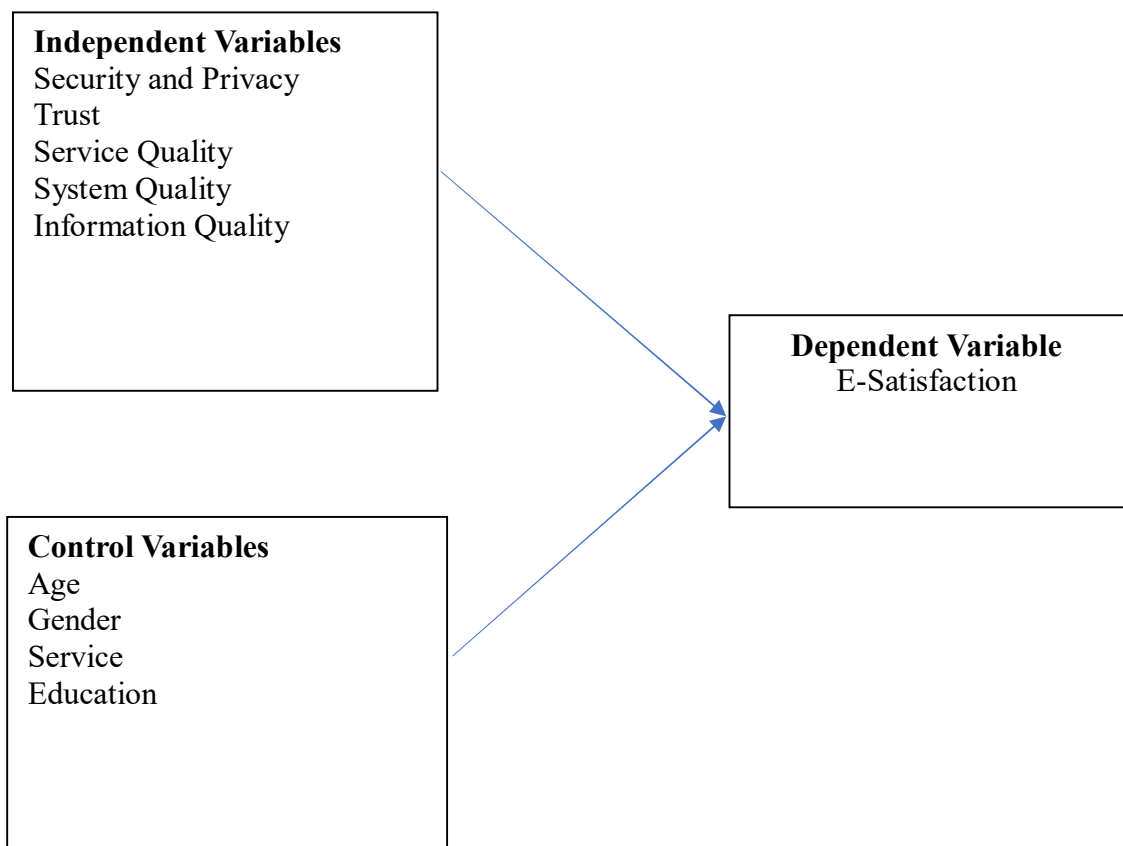 Independent Variables
Security and Privacy
Trust
Service Quality
System Quality
Information Quality
Dependent Variable
E-Satisfaction
Control Variables
Age
Gender
Service
Education